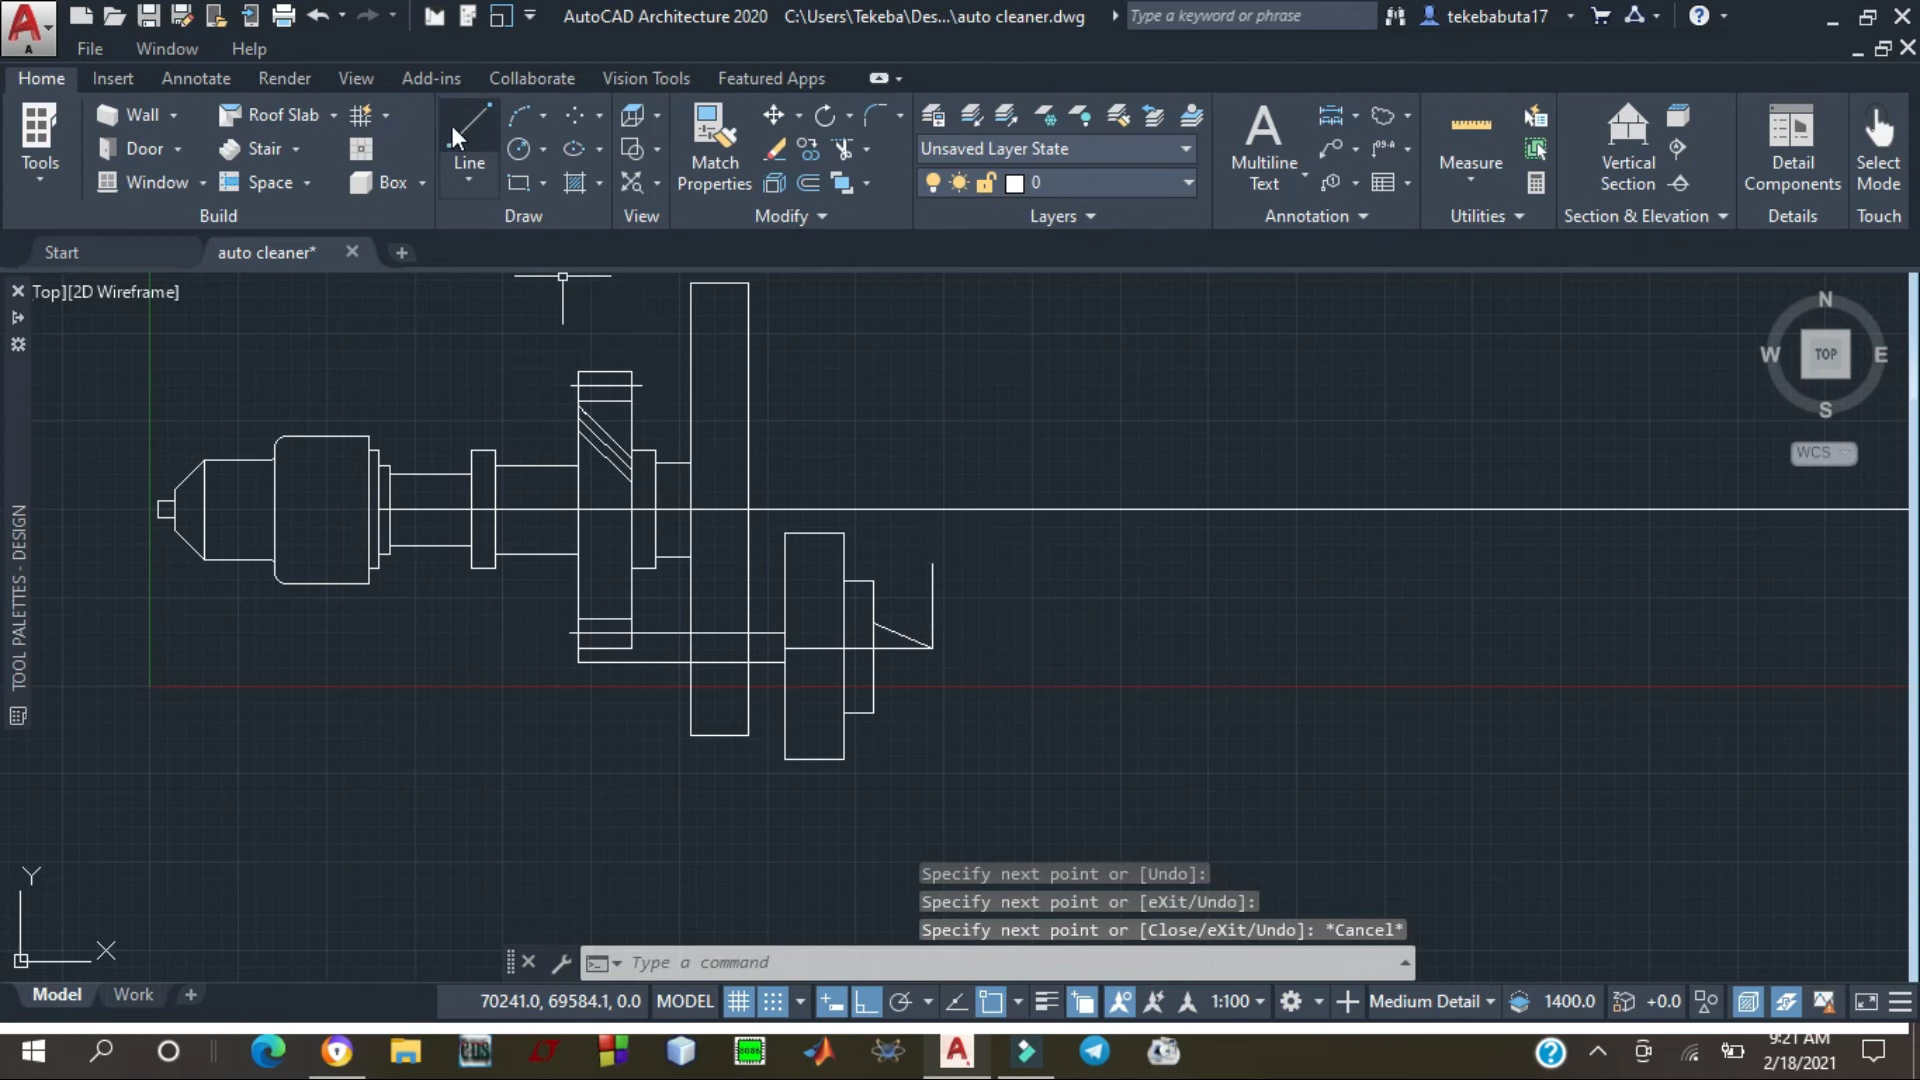 AutoCAD Architecture 2020 C:\Users\Tekeba\Des...\auto cleaner.dwg
Type a keyword or phrase
tekebabuta17
A
File Window Help
Home Insert Annotate Render View Add-ins Collaborate Vision Tools Featured Apps
Tools
Wall
Door
Window
Roof Slab
Stair
Space
Box
Line
Match
Properties
Unsaved Layer State
0
Multiline
Text
Measure
Vertical
Section
Detail
Components
Select
Mode
Build Draw View Modify Layers Annotation Utilities Section & Elevation Details Touch
Start auto cleaner*
Top][2D Wireframe]
N
W TOP E
S
WCS
TOOL PALETTES - DESIGN
Y
X
Specify next point or [Undo]:
Specify next point or [eXit/Undo]:
Specify next point or [Close/eXit/Undo]: *Cancel*
Type a command
Model Work
70241.0, 69584.1, 0.0 MODEL 1:100 Medium Detail 1400.0 +0.0
9:21 AM
2/18/2021